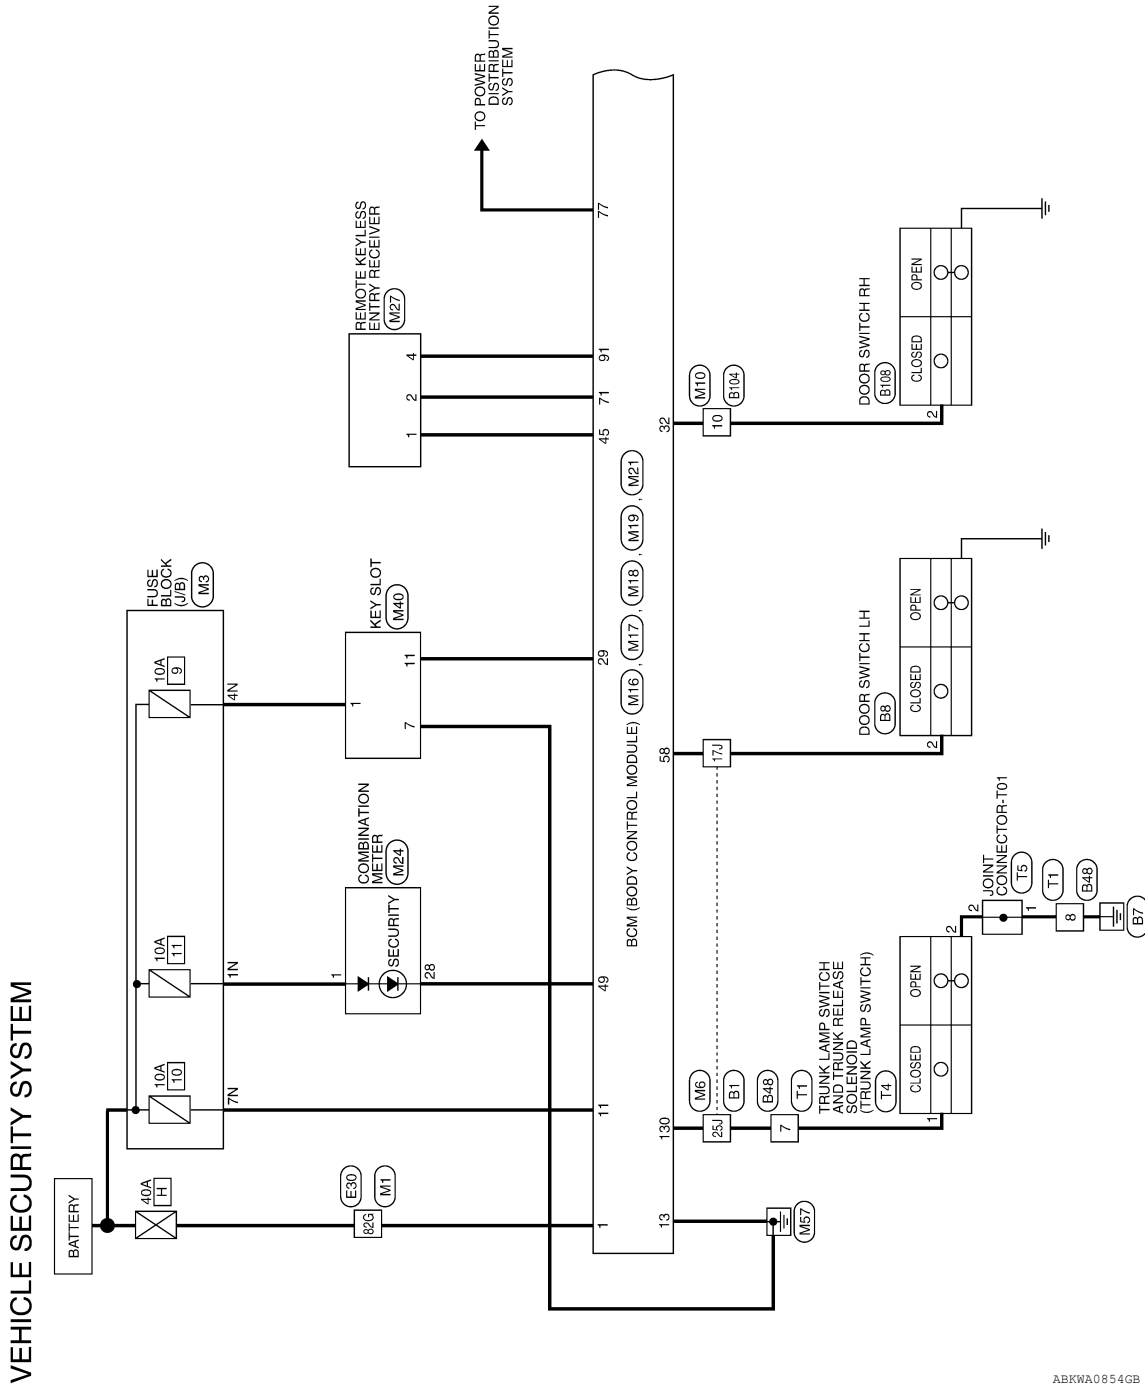 VEHICLE SECURITY SYSTEM
BATTERY
40A
H
E30
82G
M1
1
10A
10
7N
11
10A
11
1N
1
COMBINATION
METER
M24
SECURITY
28
49
10A
9
4N
FUSE
BLOCK
(J/B)
M3
KEY SLOT
M40
1
7
11
29
REMOTE KEYLESS
ENTRY RECEIVER
M27
1
2
4
45
71
91
77
TO POWER
DISTRIBUTION
SYSTEM
BCM (BODY CONTROL MODULE) M16 , M17 , M18 , M19 , M21
13
M57
130
25J
M6
B1
7
B48
T1
TRUNK LAMP SWITCH
AND TRUNK RELEASE
SOLENOID
(TRUNK LAMP SWITCH)
T4
1
CLOSED
OPEN
2
2
JOINT
CONNECTOR-T01
T5
1
8
T1
B48
B7
58
17J
DOOR SWITCH LH
B8
2
CLOSED
OPEN
32
10
M10
B104
DOOR SWITCH RH
B108
2
CLOSED
OPEN
ABKWA0854GB